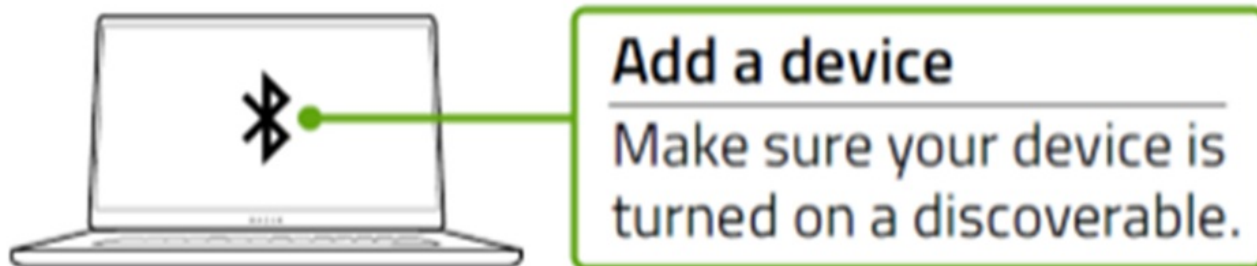 Add a device
Make sure your device is
turned on a discoverable.